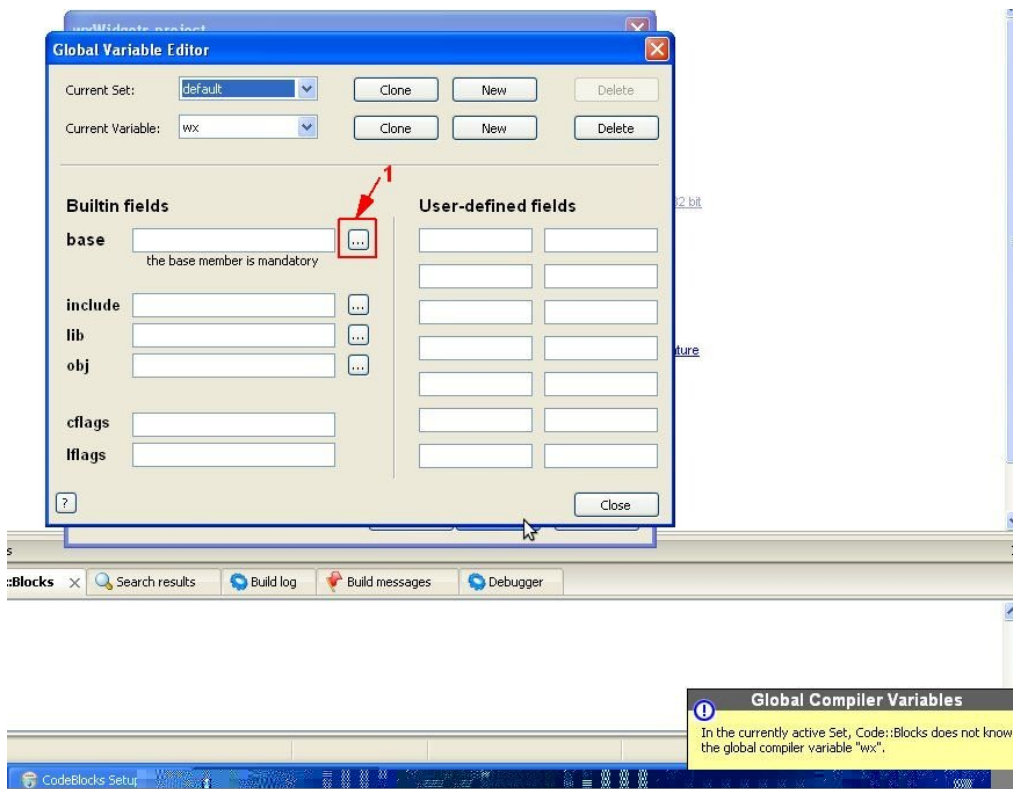 wxWidgets project
Global Variable Editor
Current Set: default Clone New Delete
Current Variable: wx Clone New Delete
1
Builtin fields User-defined fields
32 bit
base ...
the base member is mandatory
include ...
lib ...
ture
obj ...
cflags
lflags
? Close
s
::Blocks Search results Build log Build messages Debugger
Global Compiler Variables
In the currently active Set, Code::Blocks does not know
the global compiler variable "wx".
CodeBlocks Setup